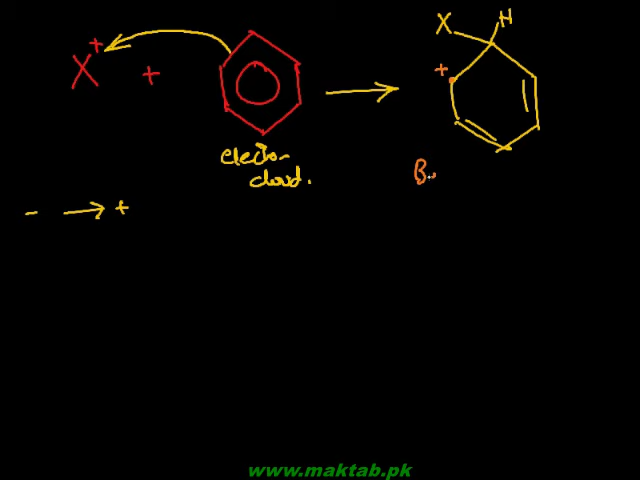 X H
X+ + +
electro-
cloud.
B
- → +
www.maktab.pk